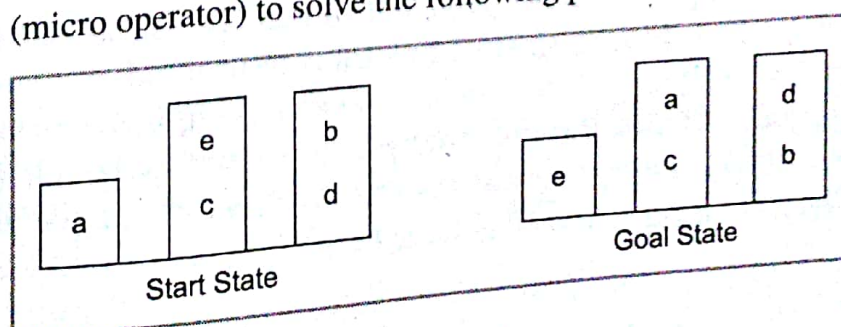 (micro operator) to solve the
e b
a c d
Start State
a d
e c b
Goal State